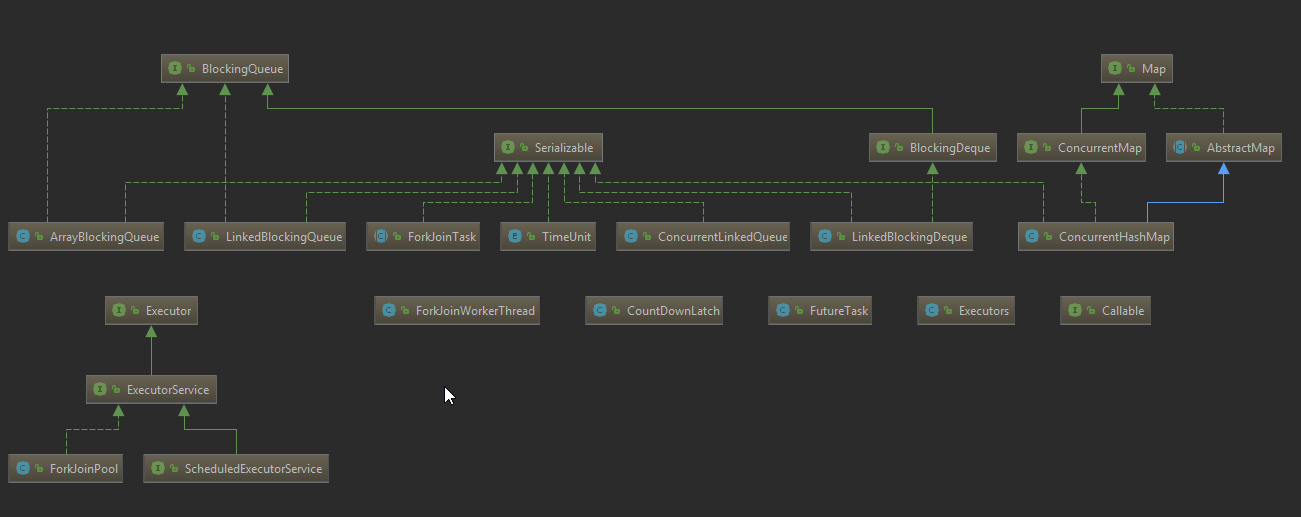 BlockingQueue
Map
Serializable
BlockingDeque
ConcurrentMap
AbstractMap
ArrayBlockingQueue
LinkedBlockingQueue
ForkJoinTask
TimeUnit
ConcurrentLinkedQueue
LinkedBlockingDeque
ConcurrentHashMap
Executor
ForkJoinWorkerThread
CountDownLatch
FutureTask
Executors
Callable
ExecutorService
ForkJoinPool
ScheduledExecutorService